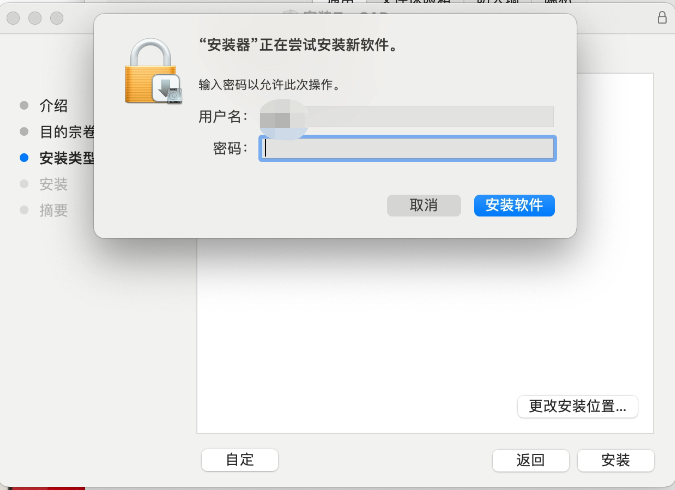 “安装器”正在尝试安装新软件。
输入密码以允许此次操作。
用户名：
密码：
取消
安装软件
介绍
目的宗卷
安装类型
安装
摘要
更改安装位置...
自定
返回
安装